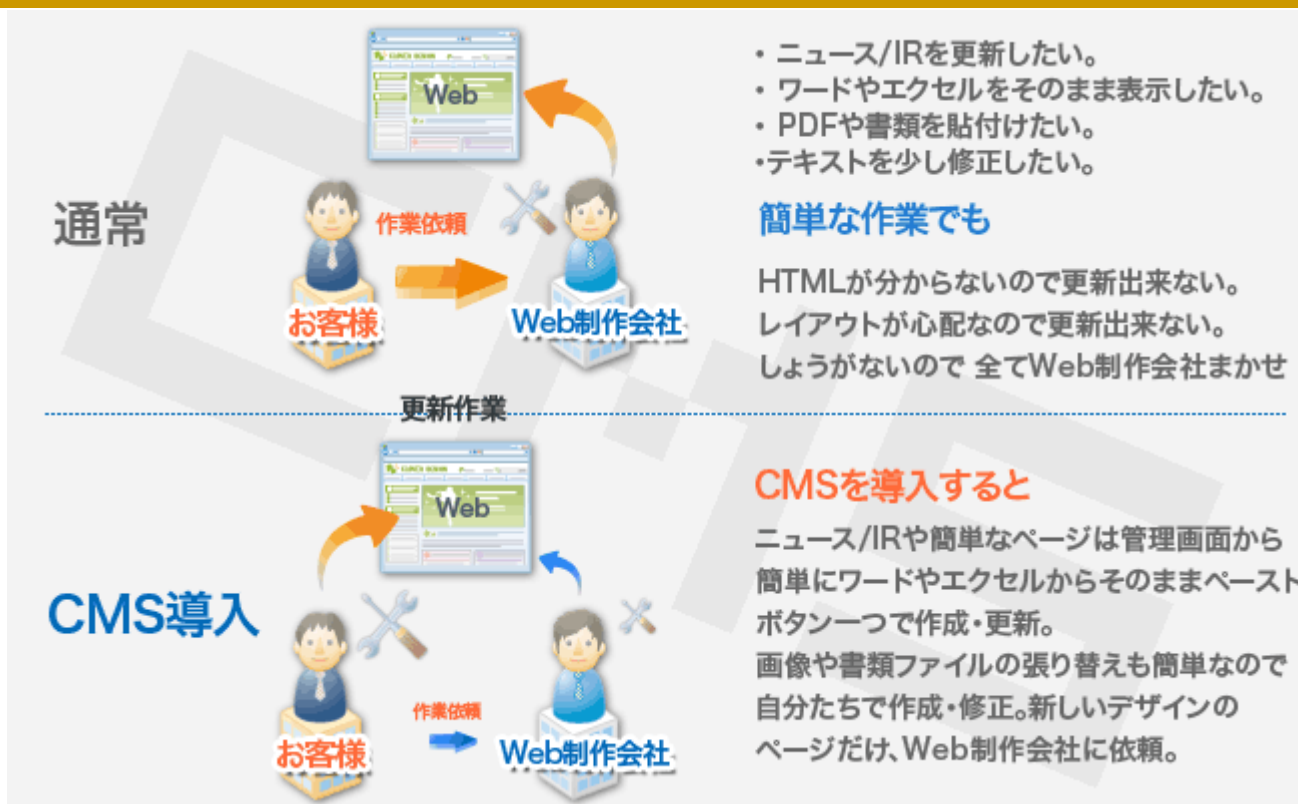 Web
・ニュース/IRを更新したい。
・ワードやエクセルをそのまま表示したい。
・PDFや書類を貼付けたい。
・テキストを少し修正したい。
通常
作業依頼
お客様
Web制作会社
簡単な作業でも
HTMLが分からないので更新出来ない。
レイアウトが心配なので更新出来ない。
しょうがないので 全てWeb制作会社まかせ
更新作業
Web
CMS導入
作業依頼
お客様
Web制作会社
CMSを導入すると
ニュース/IRや簡単なページは管理画面から
簡単にワードやエクセルからそのままペースト
ボタン一つで作成・更新。
画像や書類ファイルの張り替えも簡単なので
自分たちで作成・修正。新しいデザインの
ページだけ、Web制作会社に依頼。
CMS